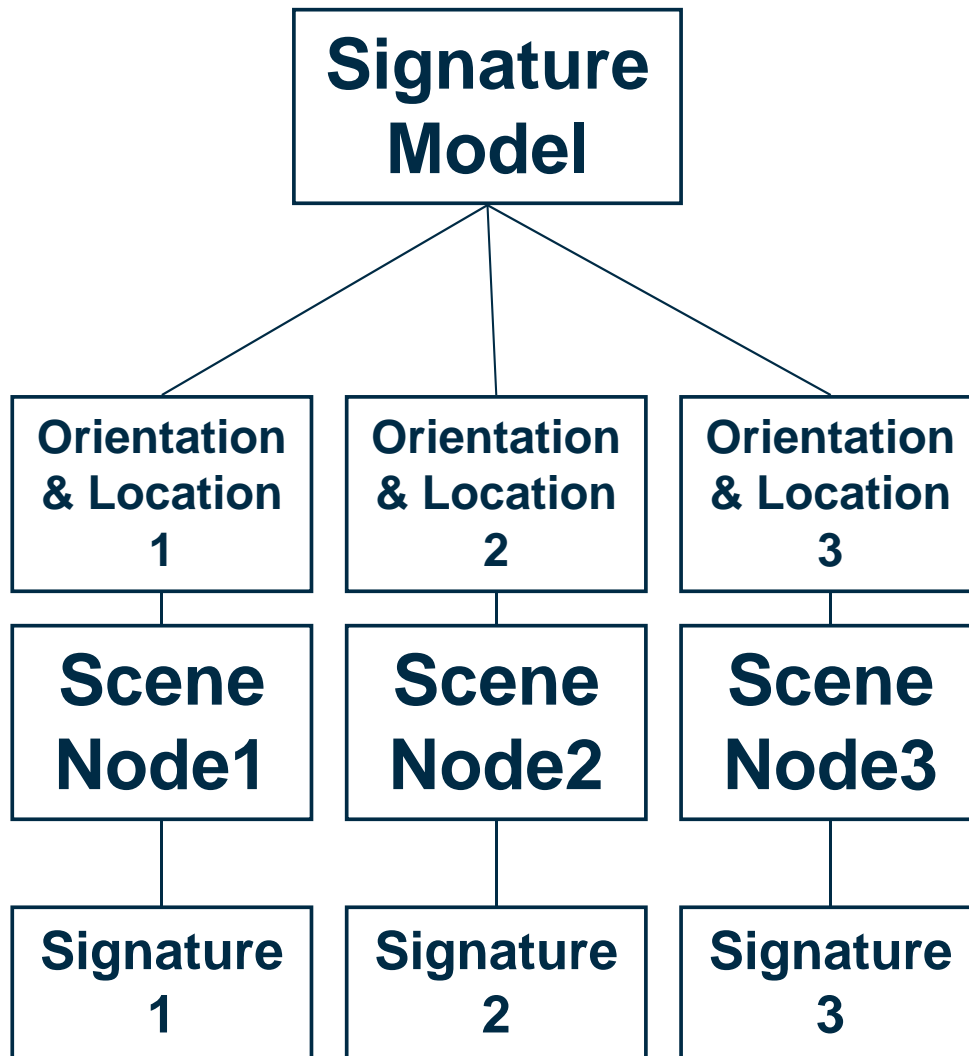 Signature
Model
Orientation
& Location
1
Orientation
& Location
2
Orientation
& Location
3
Scene
Node1
Scene
Node2
Scene
Node3
Signature
1
Signature
2
Signature
3